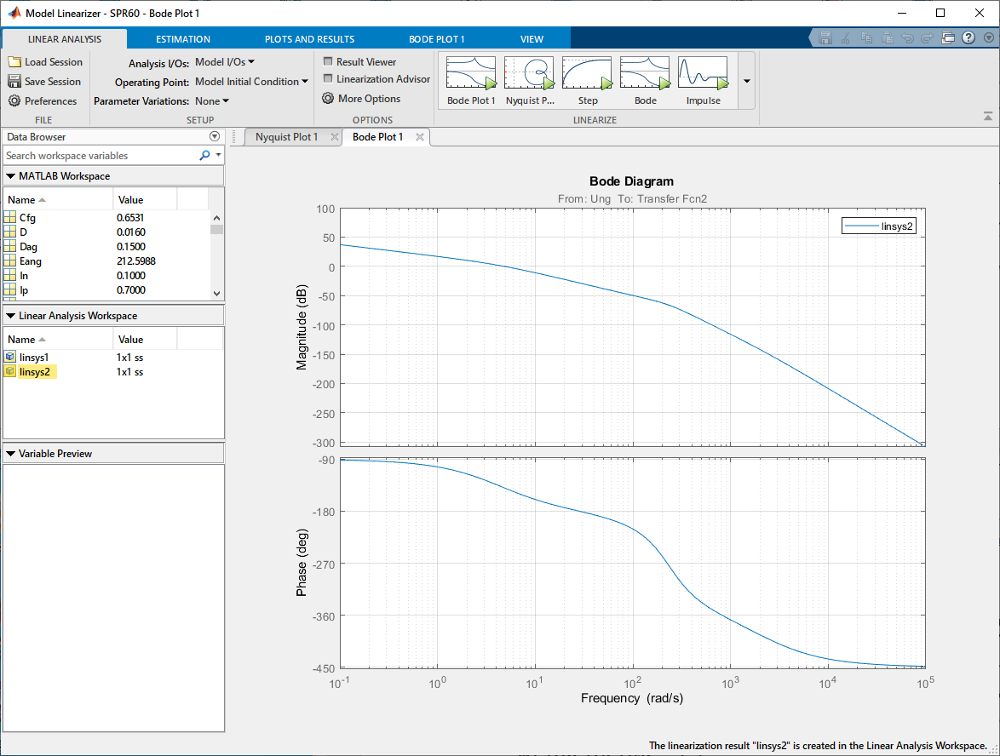 Model Linearizer - SPR60 - Bode Plot 1
LINEAR ANALYSIS ESTIMATION PLOTS AND RESULTS BODE PLOT 1 VIEW
Load Session
Save Session
Preferences
FILE
Analysis I/Os: Model I/Os
Operating Point: Model Initial Condition
Parameter Variations: None
SETUP
Result Viewer
Linearization Advisor
More Options
OPTIONS
Bode Plot 1 Nyquist P... Step Bode Impulse
LINEARIZE
Data Browser
Search workspace variables
MATLAB Workspace
Name Value
Cfg 0.6531
D 0.0160
Dag 0.1500
Eang 212.5988
In 0.1000
Ip 0.7000
Linear Analysis Workspace
Name Value
linsys1 1x1 ss
linsys2 1x1 ss
Variable Preview
Nyquist Plot 1 Bode Plot 1
Bode Diagram
From: Ung To: Transfer Fcn2
linsys2
Magnitude (dB)
100
50
0
-50
-100
-150
-200
-250
-300
Phase (deg)
-90
-180
-270
-360
-450
10^-1 10^0 10^1 10^2 10^3 10^4 10^5
Frequency (rad/s)
The linearization result "linsys2" is created in the Linear Analysis Workspace.